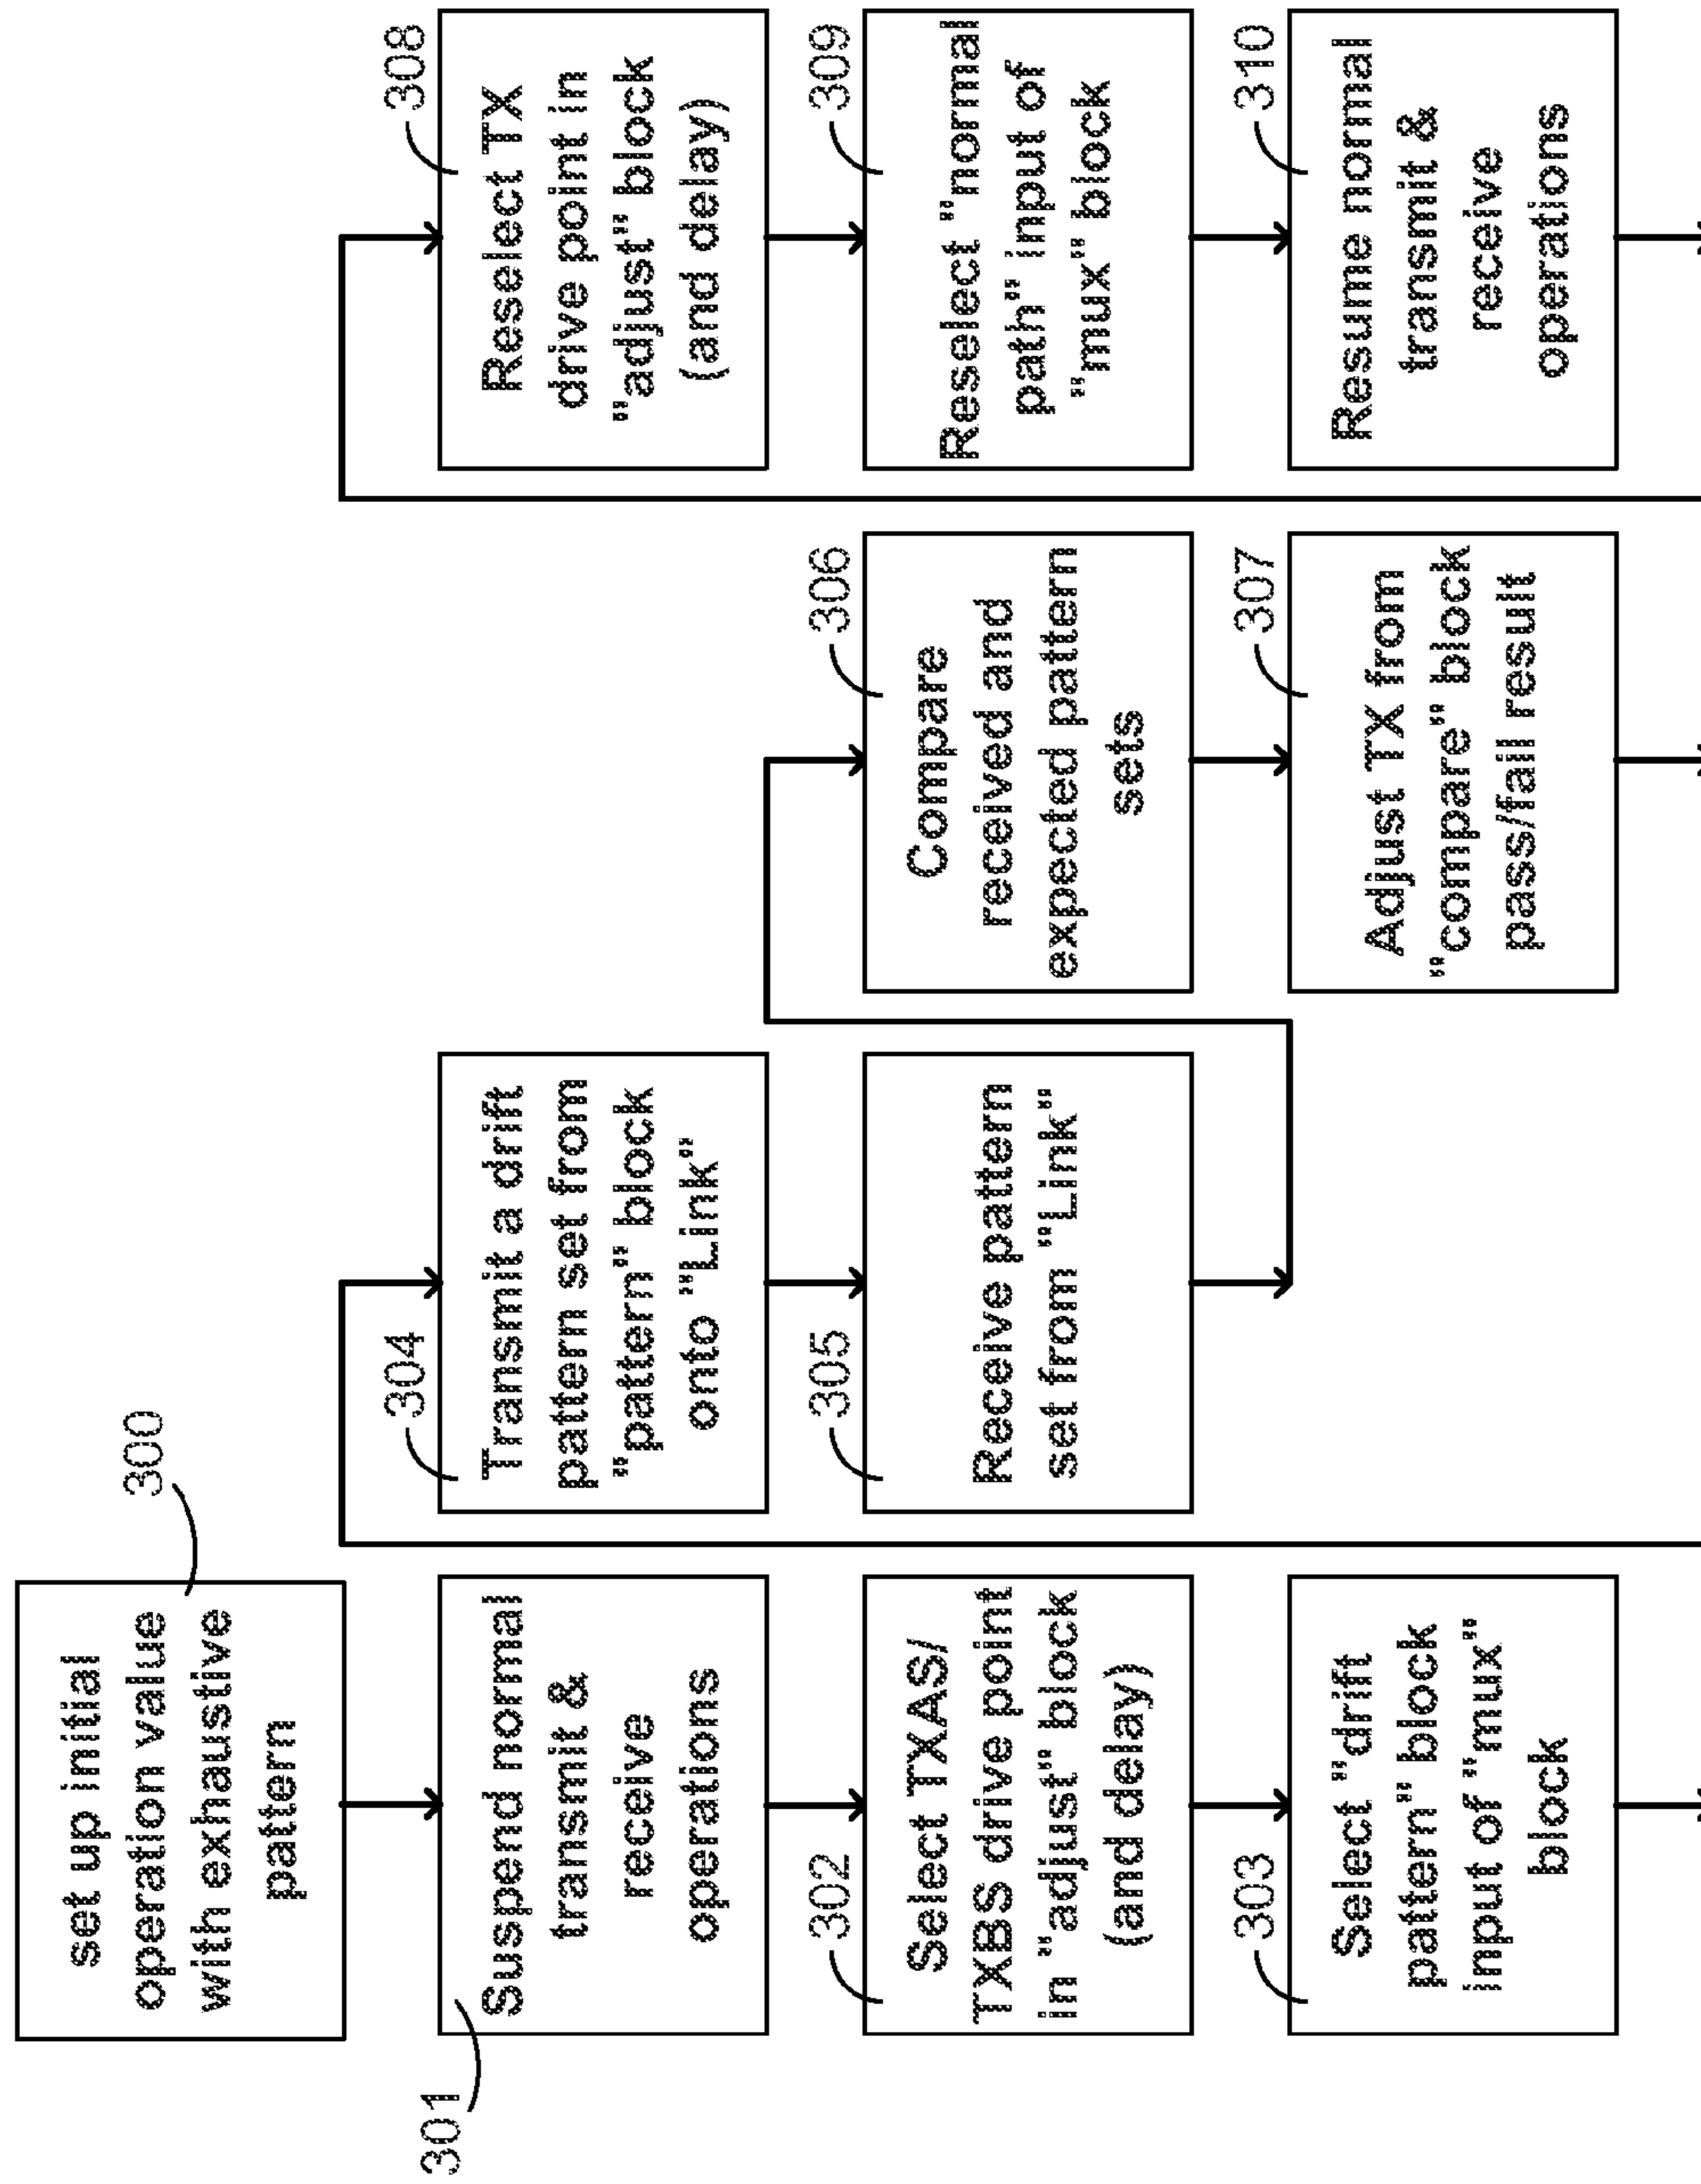 300
set up initial
operation value
with exhaustive
pattern
301
Suspend normal
transmit &
receive
operations
302
Select TXAS/
TXBS drive point
in "adjust" block
(and delay)
303
Select "drift
pattern" block
input of "mux"
block
304
Transmit a drift
pattern set from
"pattern" block
onto "Link"
305
Receive pattern
set from "Link"
306
Compare
received and
expected pattern
sets
307
Adjust TX from
"compare" block
pass/fail result
308
Reselect TX
drive point in
"adjust" block
(and delay)
309
Reselect "normal
path" input of
"mux" block
310
Resume normal
transmit &
receive
operations